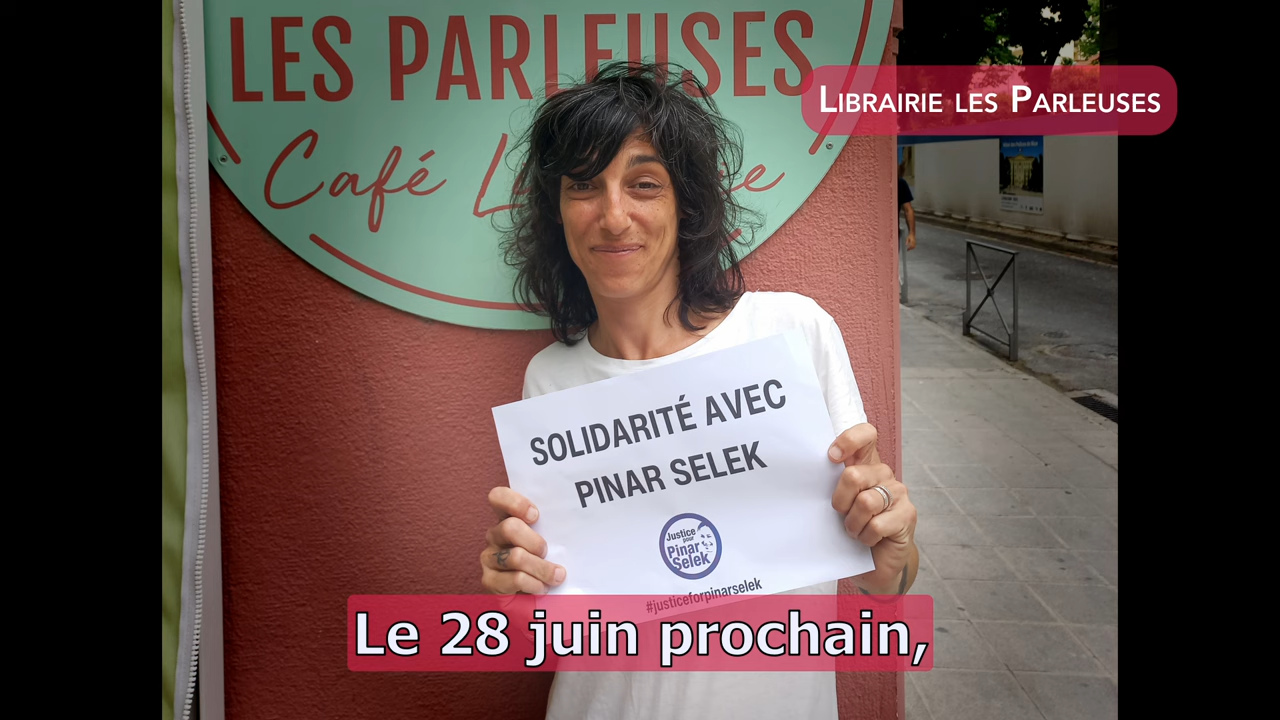 LES PARLEUSES
Café L
LIBRAIRIE LES PARLEUSES
SOLIDARITÉ AVEC
PINAR SELEK
Justice
pour
Pinar
Selek
#justiceforpinarselek
Le 28 juin prochain,